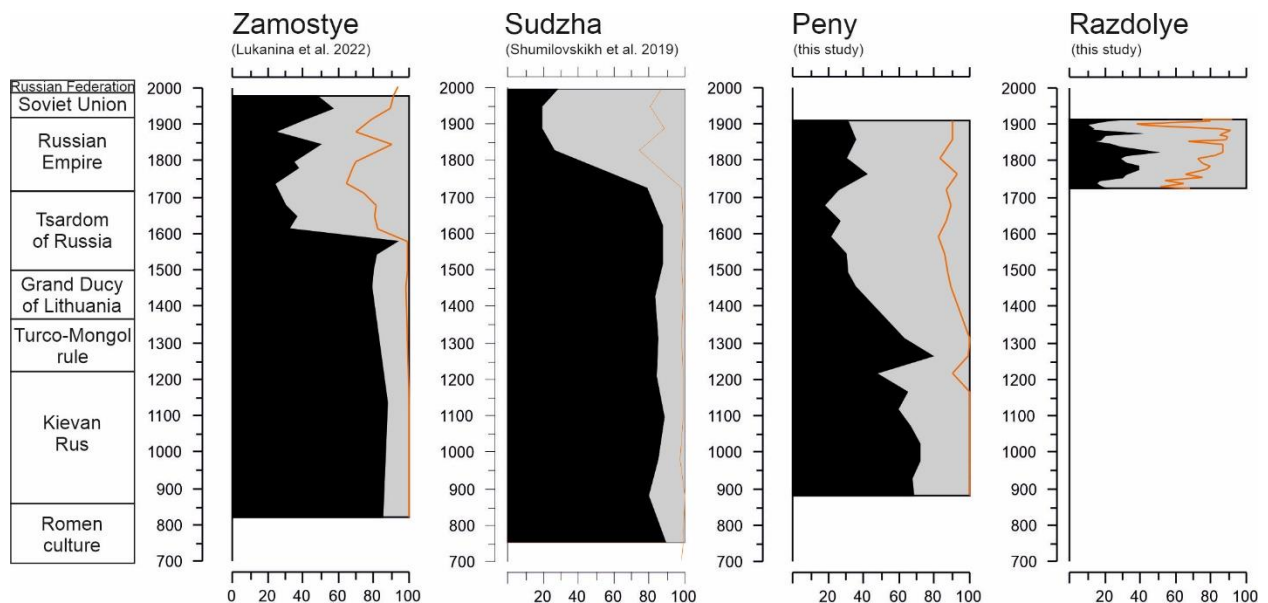 Zamostye
(Lukanina et al. 2022)
Sudzha
(Shumilovskikh et al. 2019)
Peny
(this study)
Razdolye
(this study)
Russian Federation
Soviet Union
Russian
Empire
Tsardom
of Russia
Grand Ducy
of Lithuania
Turco-Mongol
rule
Kievan
Rus
Romen
culture
2000
1900
1800
1700
1600
1500
1400
1300
1200
1100
1000
900
800
700
0 20 40 60 80 100
2000
1900
1800
1700
1600
1500
1400
1300
1200
1100
1000
900
800
700
20 40 60 80 100
2000
1900
1800
1700
1600
1500
1400
1300
1200
1100
1000
900
800
700
20 40 60 80 100
2000
1900
1800
1700
1600
1500
1400
1300
1200
1100
1000
900
800
700
20 40 60 80 100